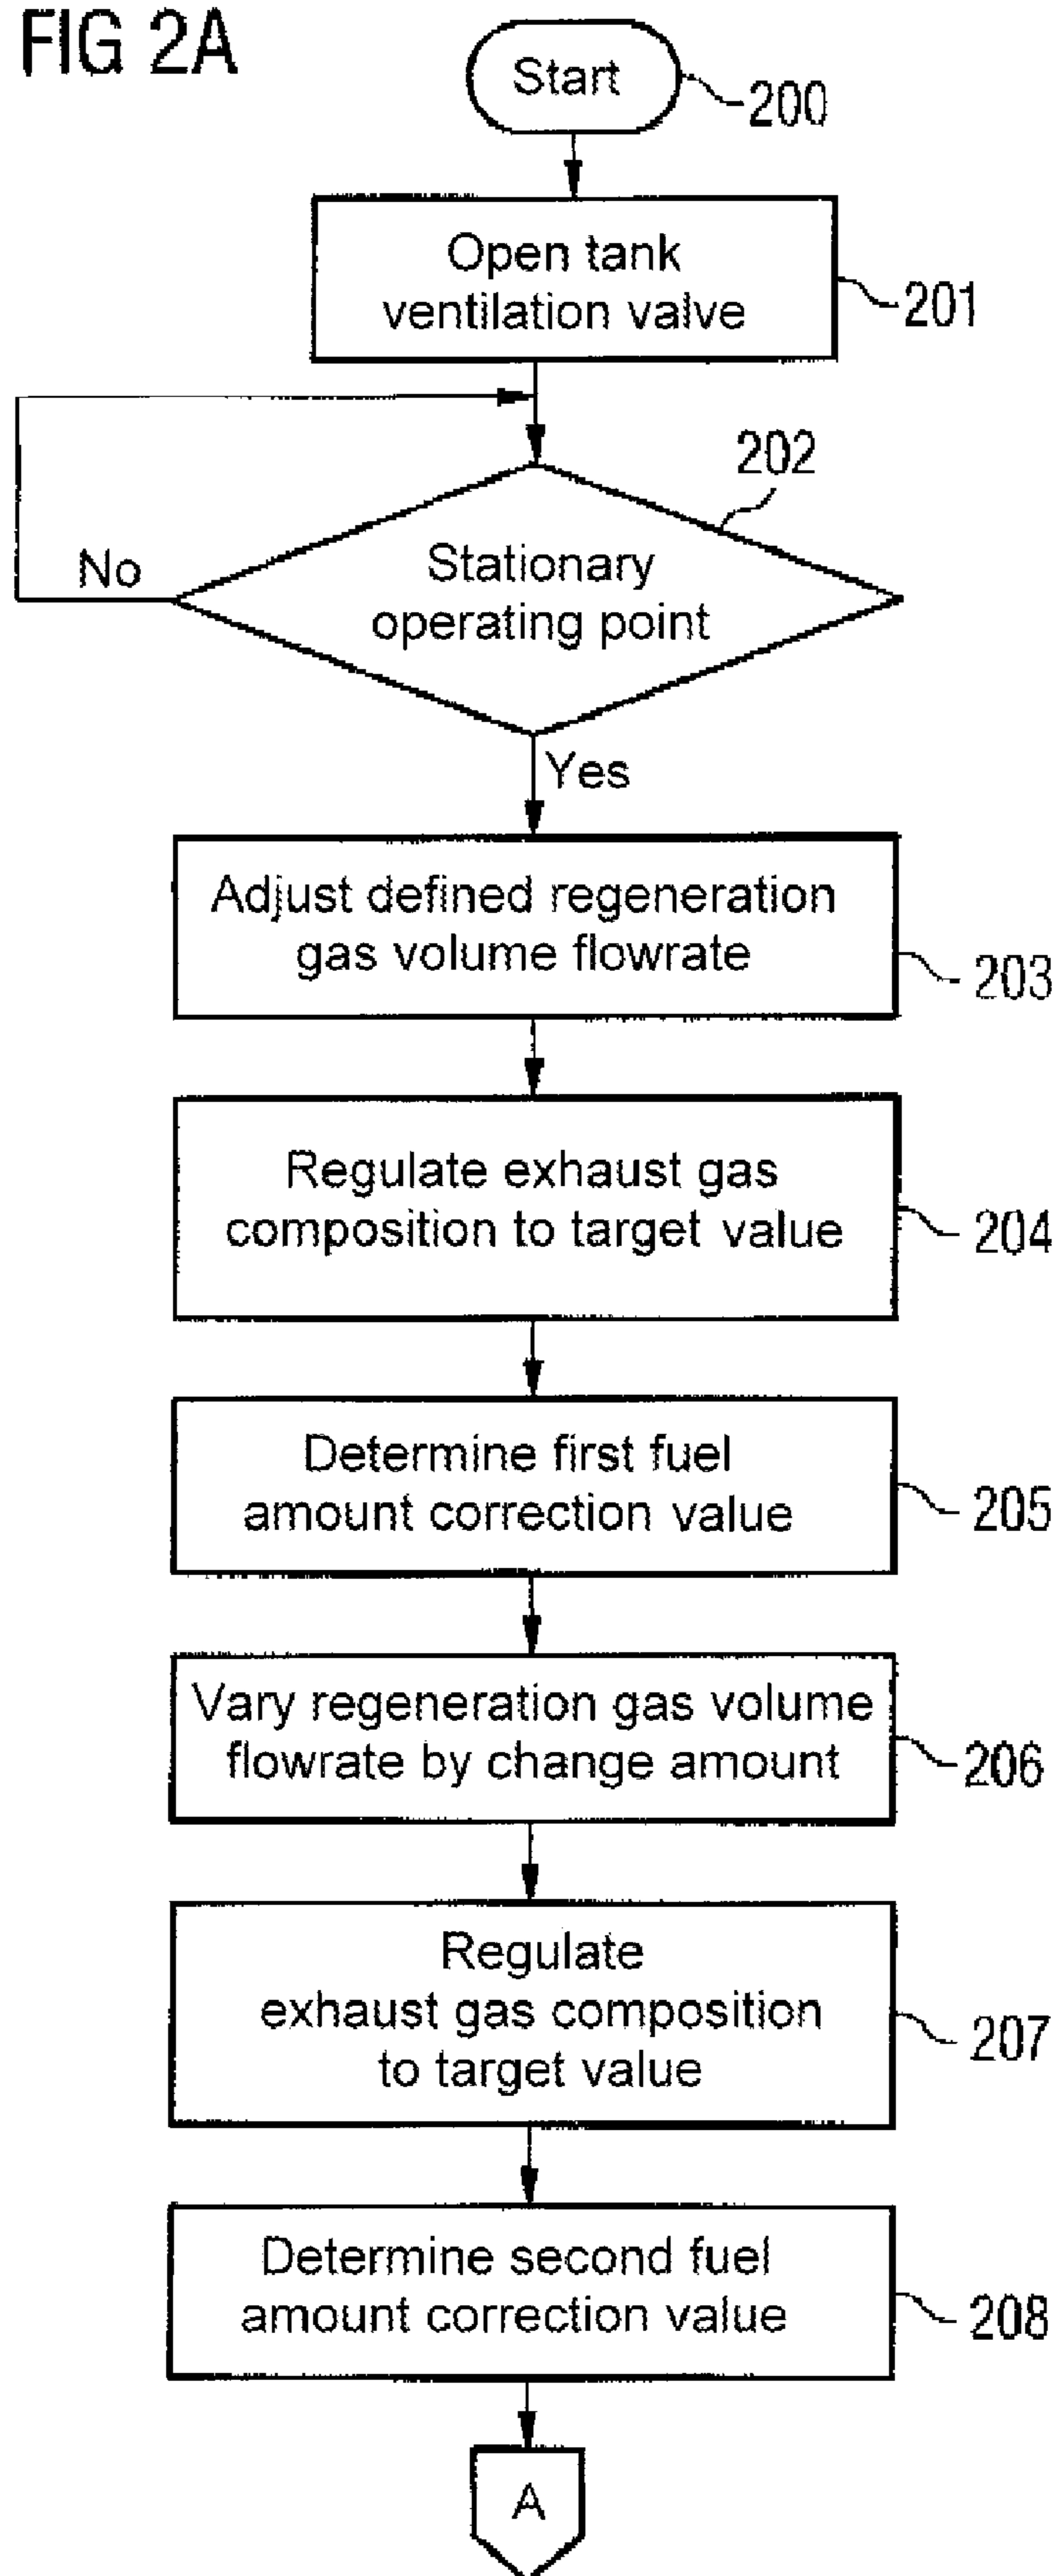 FIG 2A
Start
200
Open tank
ventilation valve
201
202
Stationary
operating point
No
Yes
Adjust defined regeneration
gas volume flowrate
203
Regulate exhaust gas
composition to target value
204
Determine first fuel
amount correction value
205
Vary regeneration gas volume
flowrate by change amount
206
Regulate
exhaust gas composition
to target value
207
Determine second fuel
amount correction value
208
A